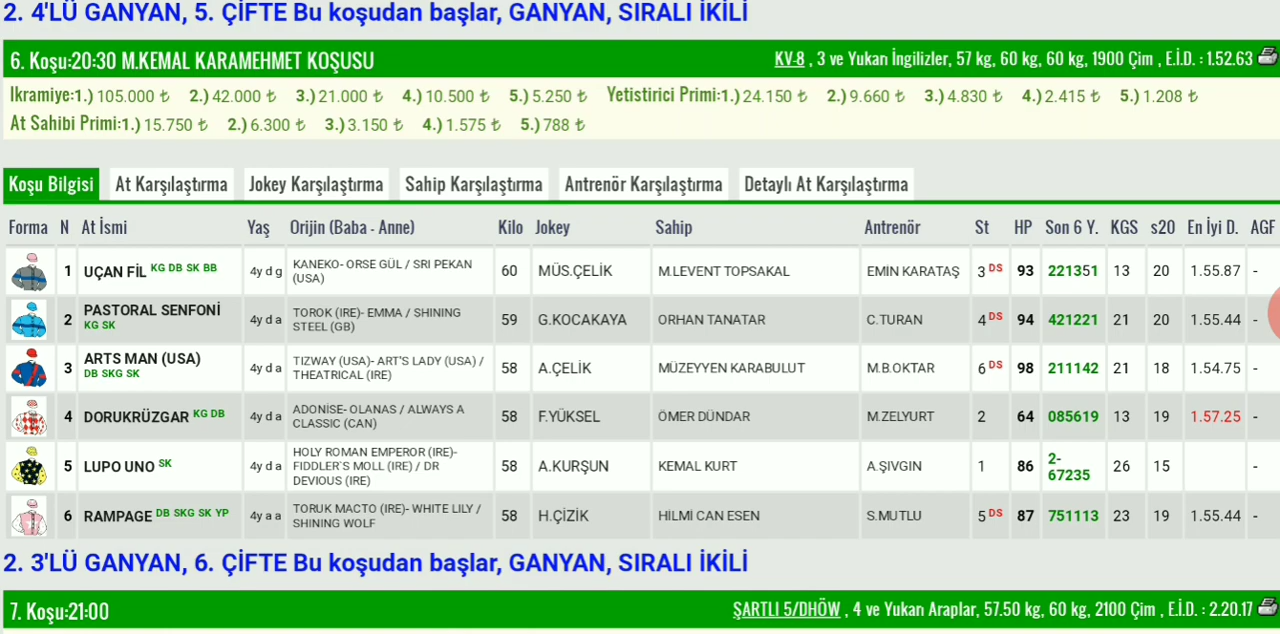 2. 4'LÜ GANYAN, 5. ÇİFTE Bu koşudan başlar, GANYAN, SIRALI İKİLİ
6. Koşu:20:30 M.KEMAL KARAMEHMET KOŞUSU KV-8 , 3 ve Yukarı İngilizler, 57 kg, 60 kg, 60 kg, 1900 Çim , E.İ.D. : 1.52.63
Ikramiye:1.) 105.000 ₺ 2.) 42.000 ₺ 3.) 21.000 ₺ 4.) 10.500 ₺ 5.) 5.250 ₺ Yetistirici Primi:1.) 24.150 ₺ 2.) 9.660 ₺ 3.) 4.830 ₺ 4.) 2.415 ₺ 5.) 1.208 ₺
At Sahibi Primi:1.) 15.750 ₺ 2.) 6.300 ₺ 3.) 3.150 ₺ 4.) 1.575 ₺ 5.) 788 ₺
Koşu Bilgisi At Karşılaştırma Jokey Karşılaştırma Sahip Karşılaştırma Antrenör Karşılaştırma Detaylı At Karşılaştırma
Forma N At İsmi Yaş Orijin (Baba - Anne) Kilo Jokey Sahip Antrenör St HP Son 6 Y. KGS s20 En İyi D. AGF
1 UÇAN FİL KG DB SK BB 4y d g KANEKO- ORSE GÜL / SRI PEKAN (USA) 60 MÜS.ÇELİK M.LEVENT TOPSAKAL EMİN KARATAŞ 3 DS 93 221351 13 20 1.55.87 -
2 PASTORAL SENFONİ KG SK 4y d a TOROK (IRE)- EMMA / SHINING STEEL (GB) 59 G.KOCAKAYA ORHAN TANATAR C.TURAN 4 DS 94 421221 21 20 1.55.44 -
3 ARTS MAN (USA) DB SKG SK 4y d a TIZWAY (USA)- ART'S LADY (USA) / THEATRICAL (IRE) 58 A.ÇELİK MÜZEYYEN KARABULUT M.B.OKTAR 6 DS 98 211142 21 18 1.54.75 -
4 DORUKRÜZGAR KG DB 4y d a ADONİSE- OLANAS / ALWAYS A CLASSIC (CAN) 58 F.YÜKSEL ÖMER DÜNDAR M.ZELYURT 2 64 085619 13 19 1.57.25 -
5 LUPO UNO SK 4y d a HOLY ROMAN EMPEROR (IRE)- FIDDLER`S MOLL (IRE) / DR DEVIOUS (IRE) 58 A.KURŞUN KEMAL KURT A.ŞIVGIN 1 86 2-67235 26 15 -
6 RAMPAGE DB SKG SK YP 4y a a TORUK MACTO (IRE)- WHITE LILY / SHINING WOLF 58 H.ÇİZİK HİLMİ CAN ESEN S.MUTLU 5 DS 87 751113 23 19 1.55.44 -
2. 3'LÜ GANYAN, 6. ÇİFTE Bu koşudan başlar, GANYAN, SIRALI İKİLİ
7. Koşu:21:00 ŞARTLI 5/DHÖW , 4 ve Yukarı Araplar, 57.50 kg, 60 kg, 2100 Çim , E.İ.D. : 2.20.17